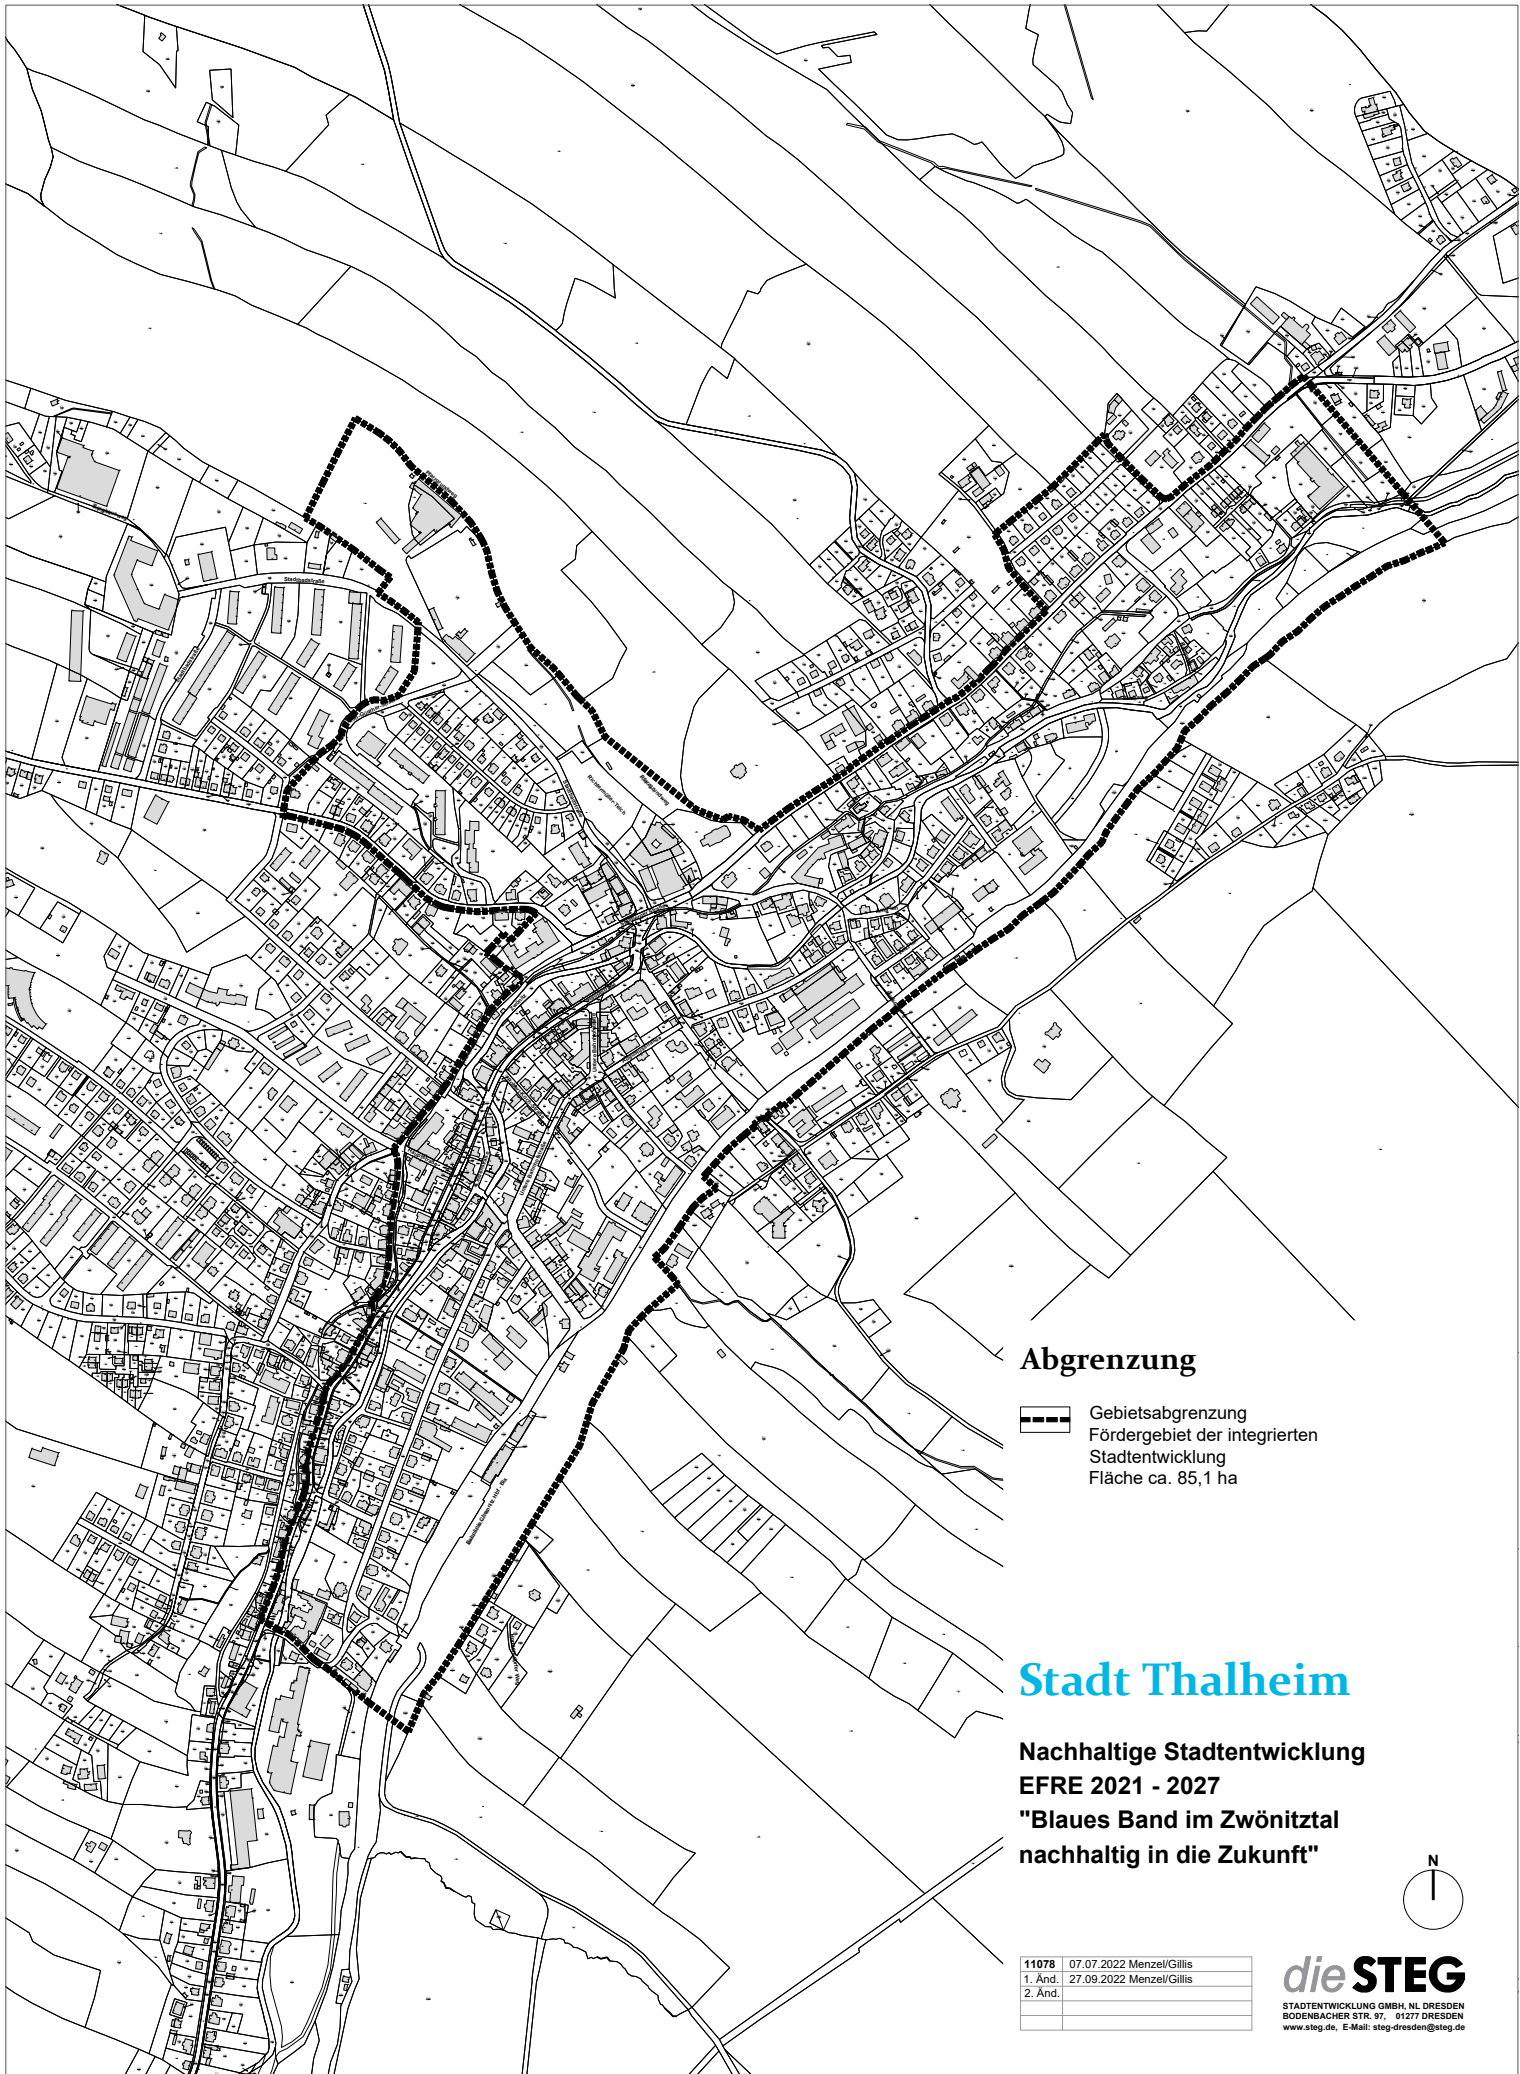 Stadtbadstraße
Abgrenzung
Gebietsabgrenzung
Fördergebiet der integrierten
Stadtentwicklung
Fläche ca. 85,1 ha
Stadt Thalheim
Nachhaltige Stadtentwicklung
EFRE 2021 - 2027
"Blaues Band im Zwönitztal
nachhaltig in die Zukunft"
N
11078 07.07.2022 Menzel/Gillis
1. Änd. 27.09.2022 Menzel/Gillis
2. Änd.
die STEG
STADTENTWICKLUNG GMBH, NL DRESDEN
BODENBACHER STR. 97, 01277 DRESDEN
www.steg.de, E-Mail: steg-dresden@steg.de